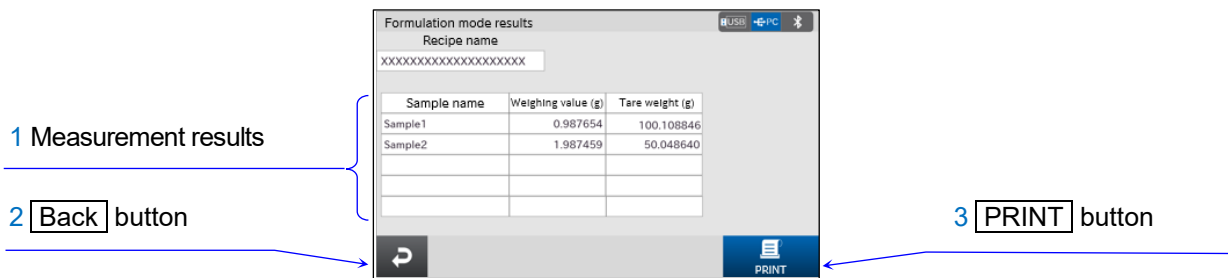 Formulation mode results
USB PC
Recipe name
XXXXXXXXXXXXXXXXXXXX
Sample name Weighing value (g) Tare weight (g)
Sample1 0.987654 100.108846
Sample2 1.987459 50.048640
1 Measurement results
2 Back button
3 PRINT button
PRINT